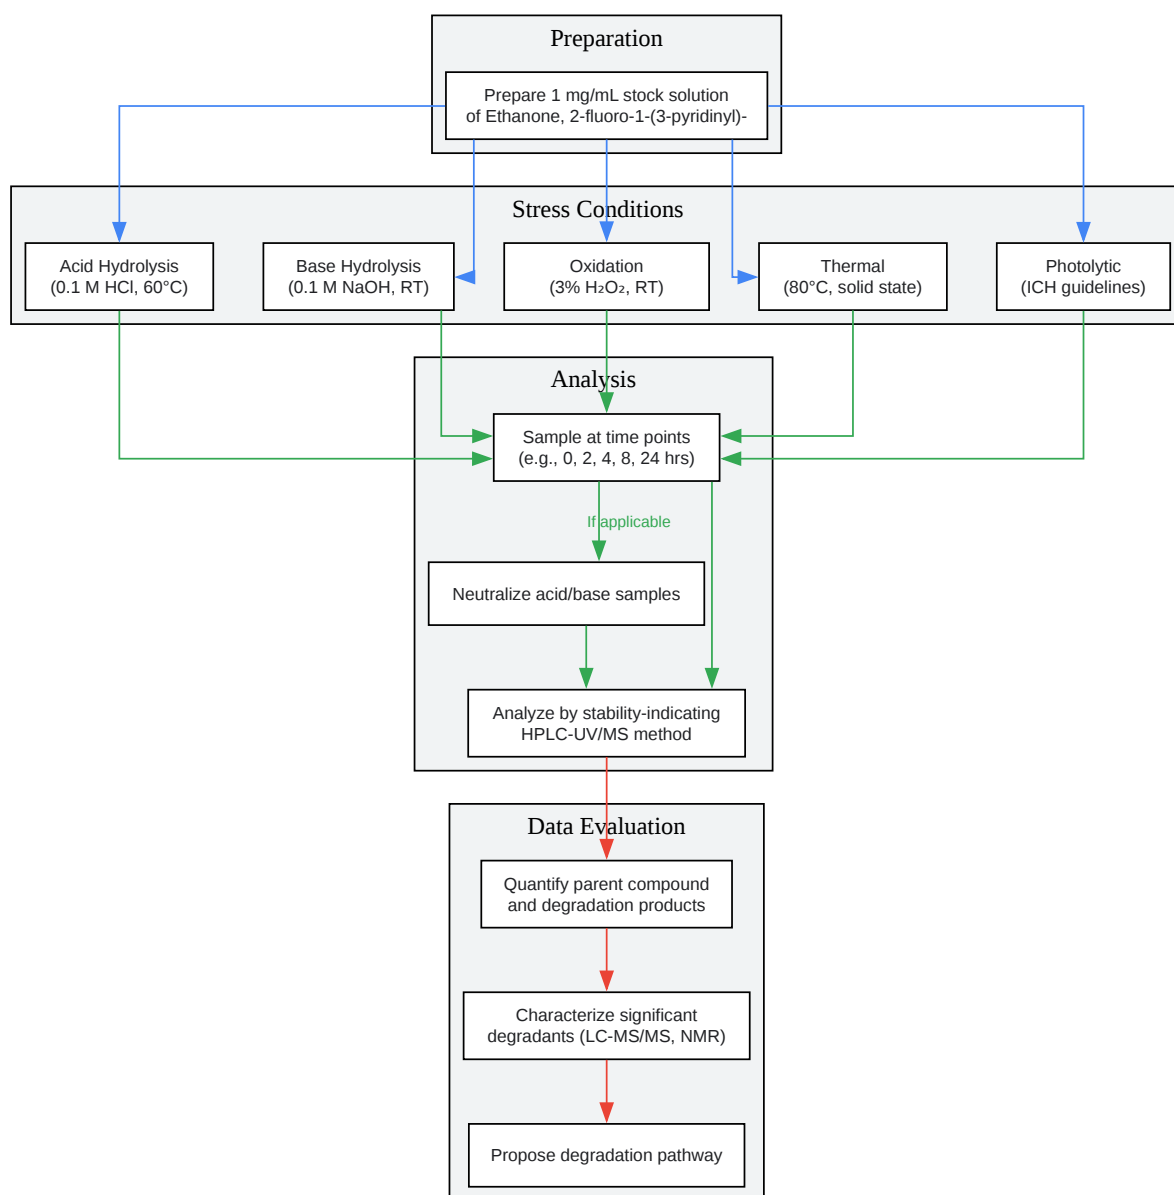 Preparation
Prepare 1 mg/mL stock solution
of Ethanone, 2-fluoro-1-(3-pyridinyl)-
Stress Conditions
Acid Hydrolysis
(0.1 M HCl, 60°C)
Base Hydrolysis
(0.1 M NaOH, RT)
Oxidation
(3% H₂O₂, RT)
Thermal
(80°C, solid state)
Photolytic
(ICH guidelines)
Analysis
Sample at time points
(e.g., 0, 2, 4, 8, 24 hrs)
If applicable
Neutralize acid/base samples
Analyze by stability-indicating
HPLC-UV/MS method
Data Evaluation
Quantify parent compound
and degradation products
Characterize significant
degradants (LC-MS/MS, NMR)
Propose degradation pathway